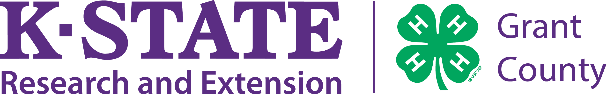 K-STATE
Research and Extension
H H
H H
Grant
County